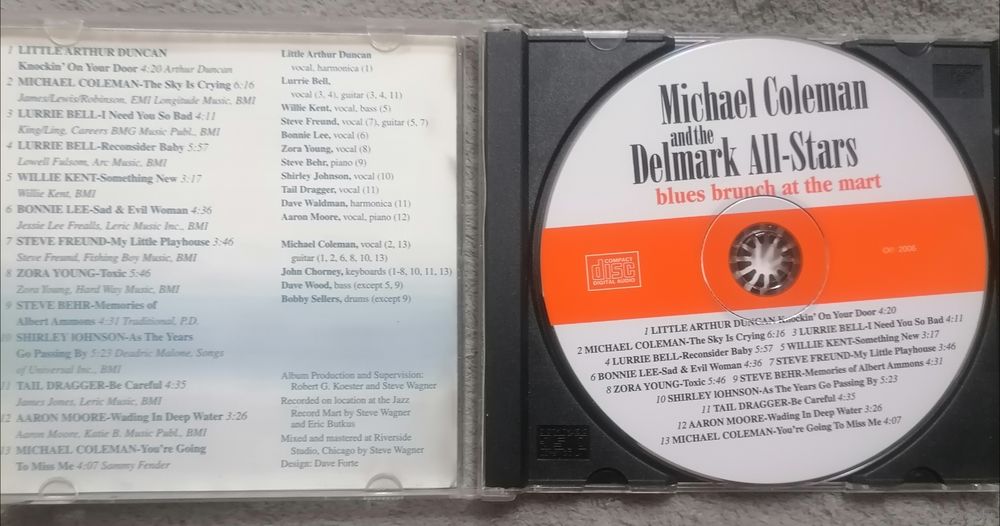 1 LITTLE ARTHUR DUNCAN
Knockin' On Your Door 4:20 Arthur Duncan
2 MICHAEL COLEMAN-The Sky Is Crying 6:16
James/Lewis/Robinson, EMI Longitude Music, BMI
3 LURRIE BELL-I Need You So Bad 4:11
King/Ling, Careers BMG Music Publ., BMI
4 LURRIE BELL-Reconsider Baby 5:57
Lowell Fulsom, Arc Music, BMI
5 WILLIE KENT-Something New 3:17
Willie Kent, BMI
6 BONNIE LEE-Sad & Evil Woman 4:36
Jessie Lee Frealls, Leric Music Inc., BMI
7 STEVE FREUND-My Little Playhouse 3:46
Steve Freund, Fishing Boy Music, BMI
8 ZORA YOUNG-Toxic 5:46
Zora Young, Hard Way Music, BMI
9 STEVE BEHR-Memories of
Albert Ammons 4:31 Traditional, P.D.
10 SHIRLEY JOHNSON-As The Years
Go Passing By 5:23 Deadric Malone, Songs
of Universal Inc., BMI
11 TAIL DRAGGER-Be Careful 4:35
James Jones, Leric Music, BMI
12 AARON MOORE-Wading In Deep Water 3:26
Aaron Moore, Katie B. Music Publ., BMI
13 MICHAEL COLEMAN-You're Going
To Miss Me 4:07 Sammy Fender
Little Arthur Duncan
vocal, harmonica (1)
Lurrie Bell,
vocal (3, 4), guitar (3, 4, 11)
Willie Kent, vocal, bass (5)
Steve Freund, vocal (7), guitar (5, 7)
Bonnie Lee, vocal (6)
Zora Young, vocal (8)
Steve Behr, piano (9)
Shirley Johnson, vocal (10)
Tail Dragger, vocal (11)
Dave Waldman, harmonica (11)
Aaron Moore, vocal, piano (12)
Michael Coleman, vocal (2, 13)
guitar (1, 2, 6, 8, 10, 13)
John Chorney, keyboards (1-8, 10, 11, 13)
Dave Wood, bass (except 5, 9)
Bobby Sellers, drums (except 9)
Album Production and Supervision:
Robert G. Koester and Steve Wagner
Recorded on location at the Jazz
Record Mart by Steve Wagner
and Eric Butkus
Mixed and mastered at Riverside
Studio, Chicago by Steve Wagner
Design: Dave Forte
Michael Coleman
and the
Delmark All-Stars
blues brunch at the mart
COMPACT
disc
DIGITAL AUDIO
2006
1 LITTLE ARTHUR DUNCAN Knockin' On Your Door 4:20
2 MICHAEL COLEMAN-The Sky Is Crying 6:16 3 LURRIE BELL-I Need You So Bad 4:11
4 LURRIE BELL-Reconsider Baby 5:57 5 WILLIE KENT-Something New 3:17
6 BONNIE LEE-Sad & Evil Woman 4:36 7 STEVE FREUND-My Little Playhouse 3:46
8 ZORA YOUNG-Toxic 5:46 9 STEVE BEHR-Memories of Albert Ammons 4:31
10 SHIRLEY JOHNSON-As The Years Go Passing By 5:23
11 TAIL DRAGGER-Be Careful 4:35
12 AARON MOORE-Wading In Deep Water 3:26
13 MICHAEL COLEMAN-You're Going To Miss Me 4:07